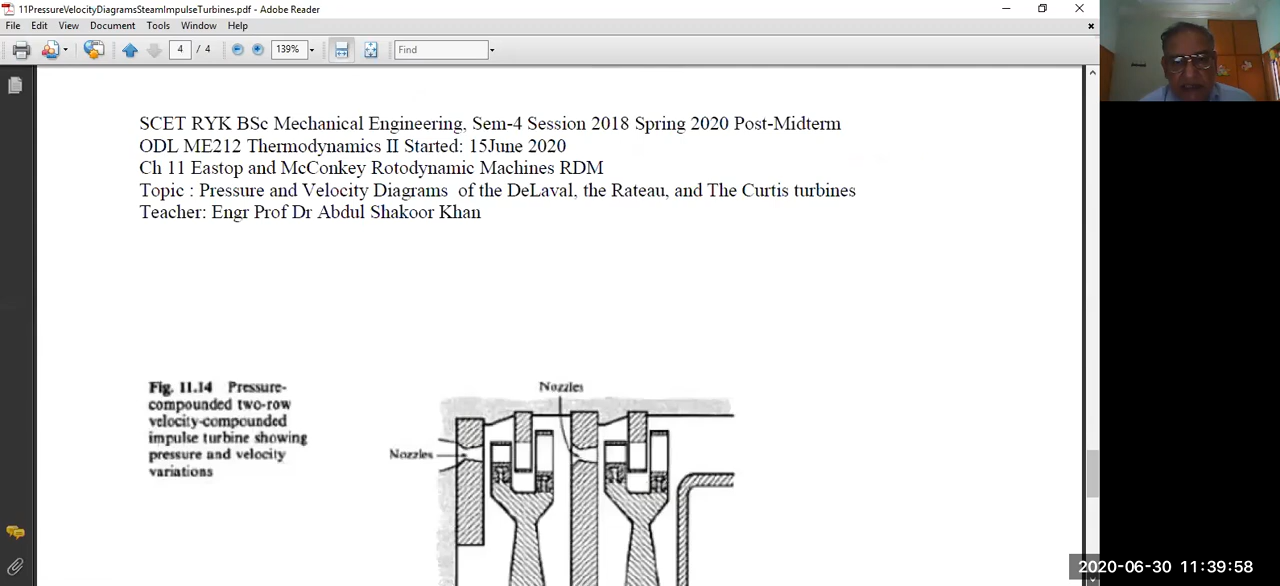 11PressureVelocityDiagramsSteamImpulseTurbines.pdf - Adobe Reader
File Edit View Document Tools Window Help
4 / 4 139% Find
SCET RYK BSc Mechanical Engineering, Sem-4 Session 2018 Spring 2020 Post-Midterm
ODL ME212 Thermodynamics II Started: 15June 2020
Ch 11 Eastop and McConkey Rotodynamic Machines RDM
Topic : Pressure and Velocity Diagrams of the DeLaval, the Rateau, and The Curtis turbines
Teacher: Engr Prof Dr Abdul Shakoor Khan
Fig. 11.14 Pressure-
compounded two-row
velocity-compounded
impulse turbine showing
pressure and velocity
variations
Nozzles
Nozzles
2020-06-30 11:39:58